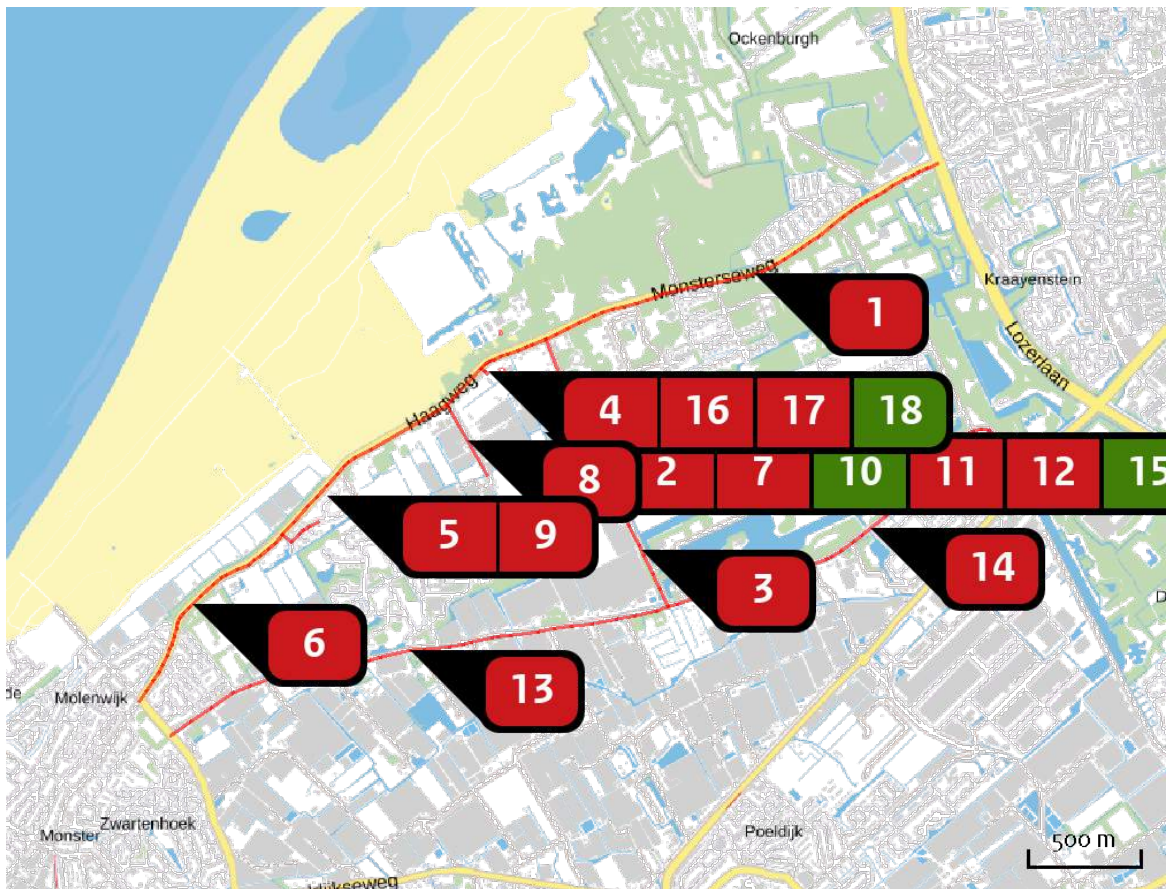 Ockenburgh
Monsterseweg
Kraayenstein
1
Lozerlaan
Haagweg
4 16 17 18
8 2 7 10 11 12 15
5 9
14
3
6
13
de
Molenwijk
D
Zwartenhoek
Monster
Poeldijk
500 m